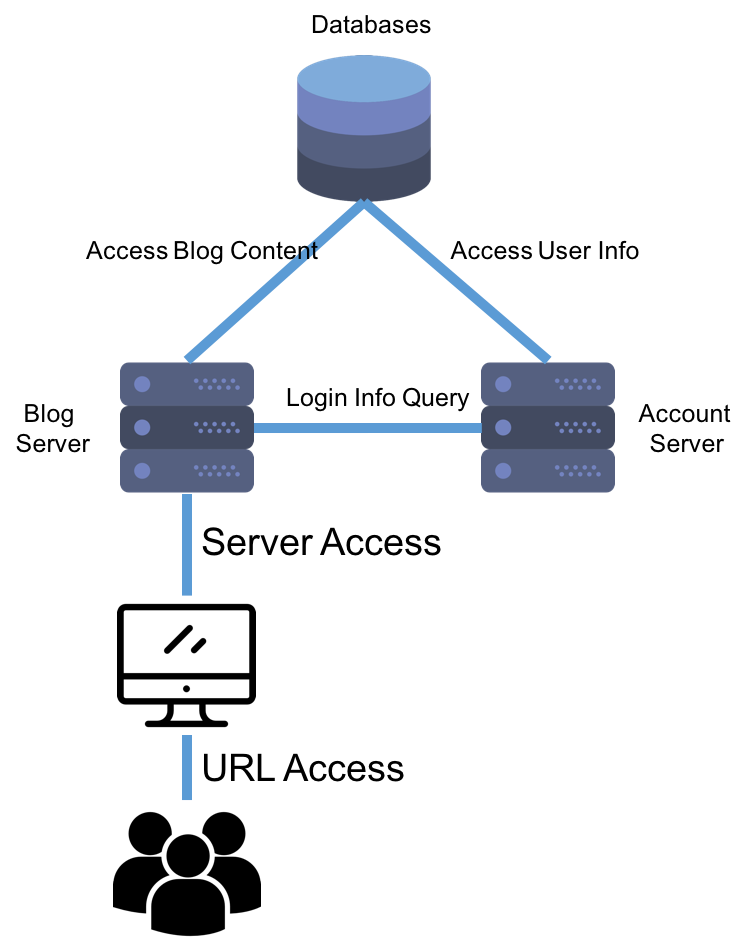 Databases
Access Blog Content
Access User Info
Login Info Query
Blog
Server
Account
Server
Server Access
URL Access